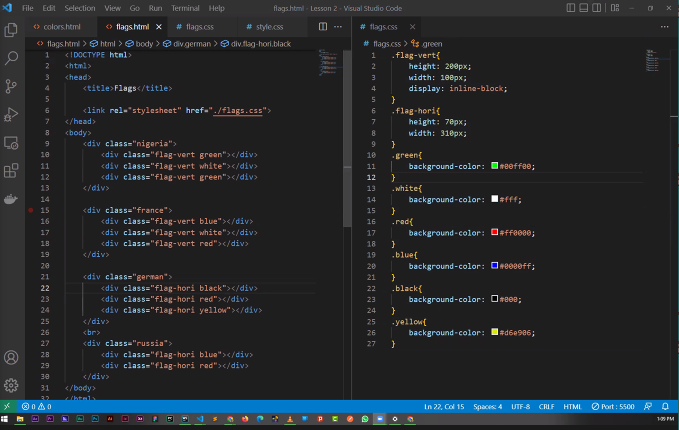 File Edit Selection View Go Run Terminal Help
flags.html - Lesson 2 - Visual Studio Code
colors.html flags.html # flags.css # style.css
flags.html > html > body > div.german > div.flag-hori.black
1 <!DOCTYPE html>
2 <html>
3 <head>
4 <title>Flags</title>
5
6 <link rel="stylesheet" href="./flags.css">
7 </head>
8 <body>
9 <div class="nigeria">
10 <div class="flag-vert green"></div>
11 <div class="flag-vert white"></div>
12 <div class="flag-vert green"></div>
13 </div>
14
15 <div class="france">
16 <div class="flag-vert blue"></div>
17 <div class="flag-vert white"></div>
18 <div class="flag-vert red"></div>
19 </div>
20
21 <div class="german">
22 <div class="flag-hori black"></div>
23 <div class="flag-hori red"></div>
24 <div class="flag-hori yellow"></div>
25 </div>
26 <br>
27 <div class="russia">
28 <div class="flag-hori blue"></div>
29 <div class="flag-hori red"></div>
30 </div>
31 </body>
32 </html>
# flags.css
# flags.css > .green
1 .flag-vert{
2 height: 200px;
3 width: 100px;
4 display: inline-block;
5 }
6 .flag-hori{
7 height: 70px;
8 width: 310px;
9 }
10 .green{
11 background-color: #00ff00;
12 }
13 .white{
14 background-color: #fff;
15 }
16 .red{
17 background-color: #ff0000;
18 }
19 .blue{
20 background-color: #0000ff;
21 }
22 .black{
23 background-color: #000;
24 }
25 .yellow{
26 background-color: #d6e906;
27 }
0 0 Ln 22, Col 15 Spaces: 4 UTF-8 CRLF HTML Port : 5500
1:09 PM